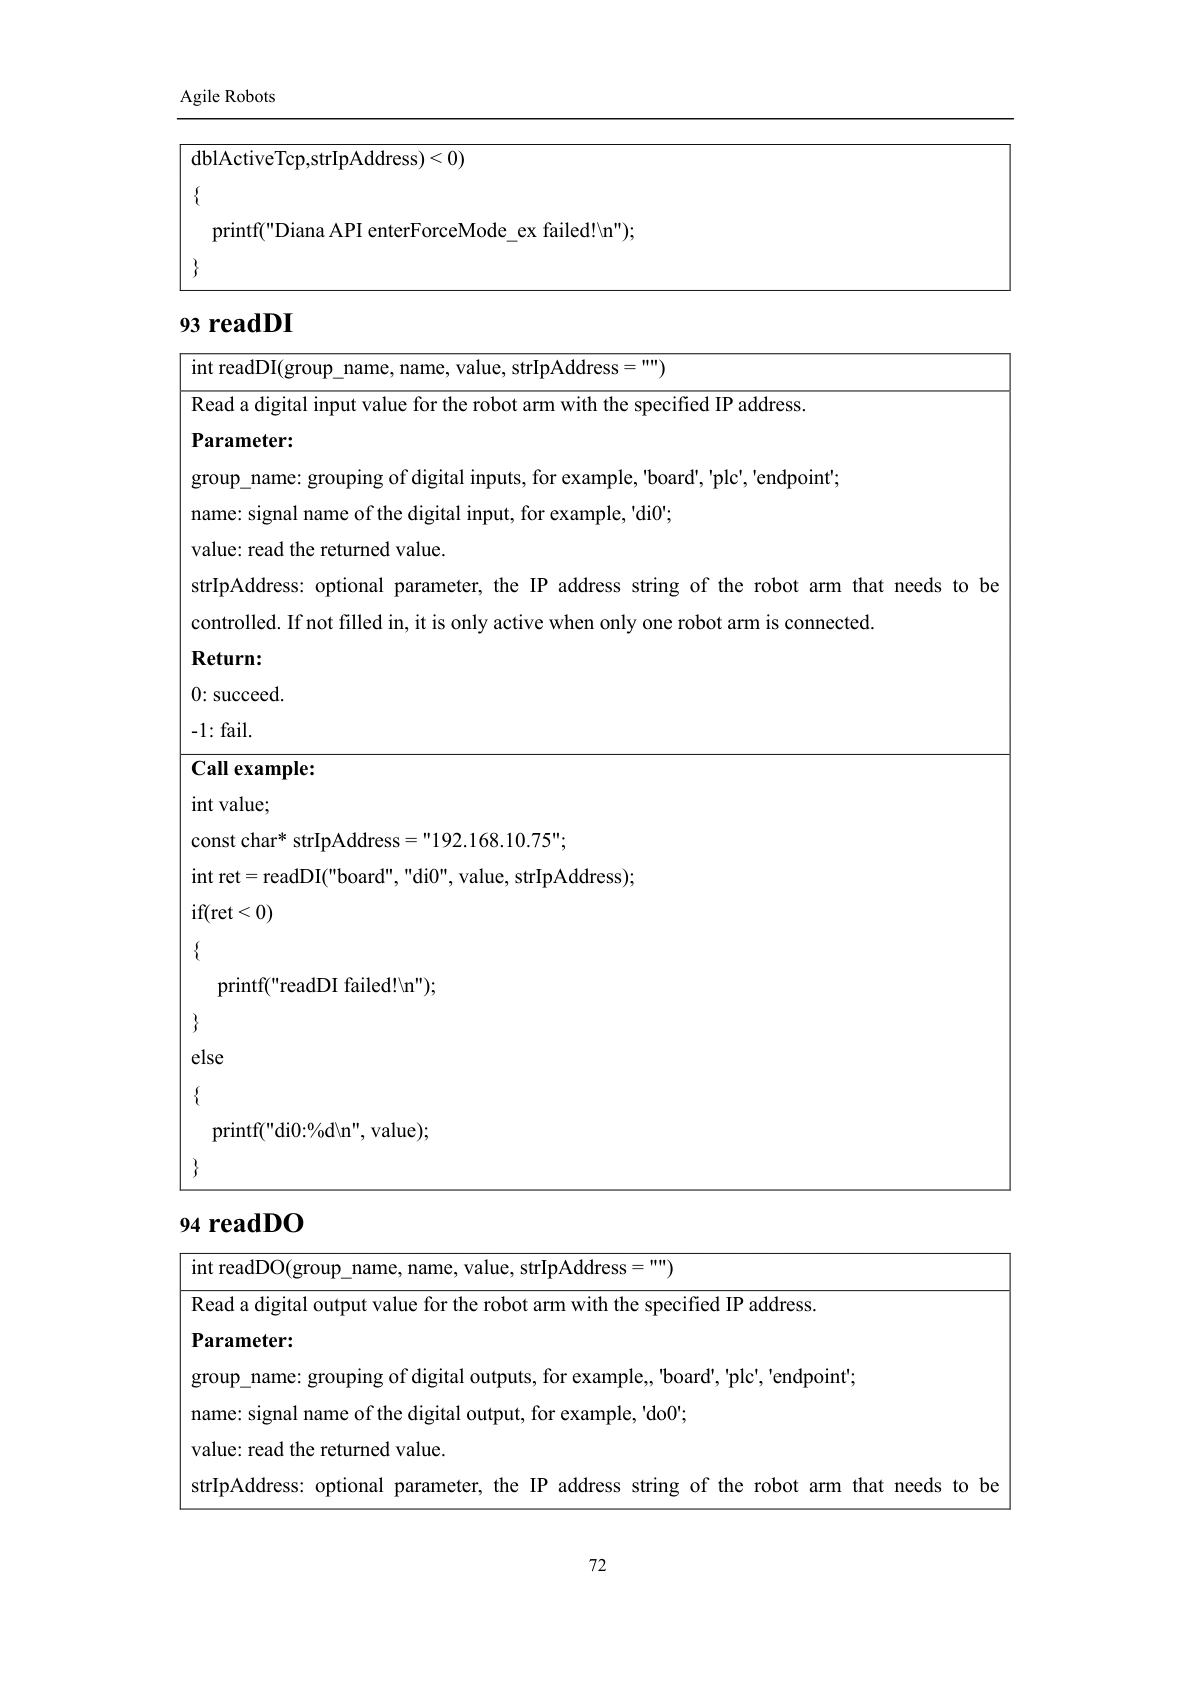 Agile Robots
dblActiveTcp,strIpAddress) < 0)
{
printf("Diana API enterForceMode_ex failed!\n");
}
93 readDI
int readDI(group_name, name, value, strIpAddress = "")
Read a digital input value for the robot arm with the specified IP address.
Parameter:
group_name: grouping of digital inputs, for example, 'board', 'plc', 'endpoint';
name: signal name of the digital input, for example, 'di0';
value: read the returned value.
strIpAddress: optional parameter, the IP address string of the robot arm that needs to be
controlled. If not filled in, it is only active when only one robot arm is connected.
Return:
0: succeed.
-1: fail.
Call example:
int value;
const char* strIpAddress = "192.168.10.75";
int ret = readDI("board", "di0", value, strIpAddress);
if(ret < 0)
{
printf("readDI failed!\n");
}
else
{
printf("di0:%d\n", value);
}
94 readDO
int readDO(group_name, name, value, strIpAddress = "")
Read a digital output value for the robot arm with the specified IP address.
Parameter:
group_name: grouping of digital outputs, for example,, 'board', 'plc', 'endpoint';
name: signal name of the digital output, for example, 'do0';
value: read the returned value.
strIpAddress: optional parameter, the IP address string of the robot arm that needs to be
72